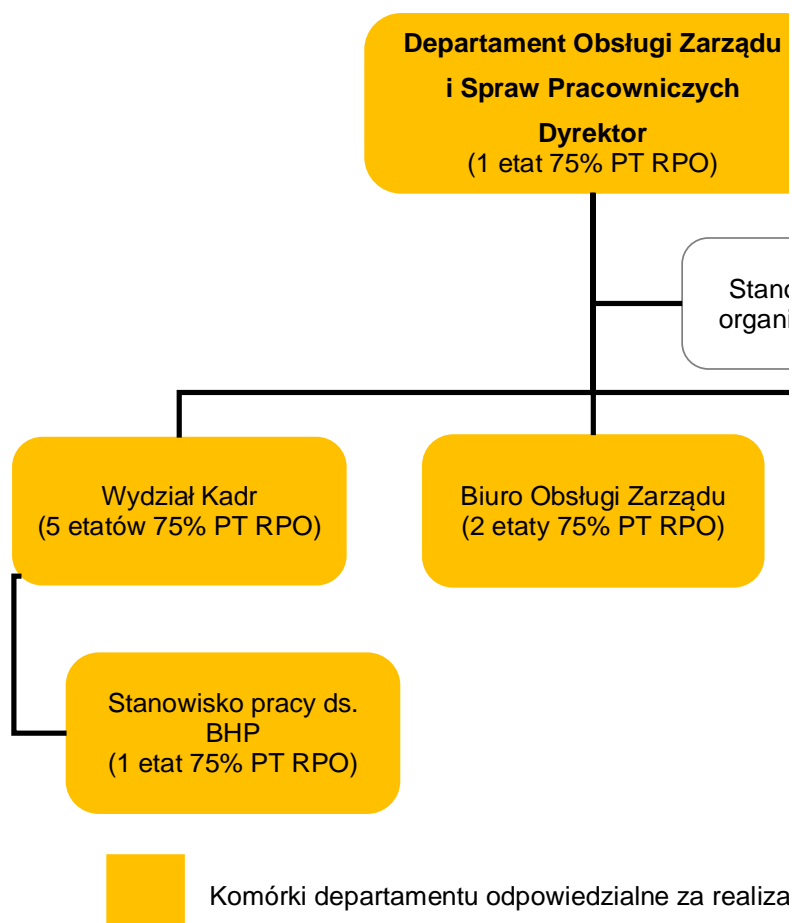 Departament Obsługi Zarządu
i Spraw Pracowniczych
Dyrektor
(1 etat 75% PT RPO)
Wydział Kadr
(5 etatów 75% PT RPO)
Biuro Obsługi Zarządu
(2 etaty 75% PT RPO)
Stanowisko pracy ds.
BHP
(1 etat 75% PT RPO)
Komórki departamentu odpowiedzialne za